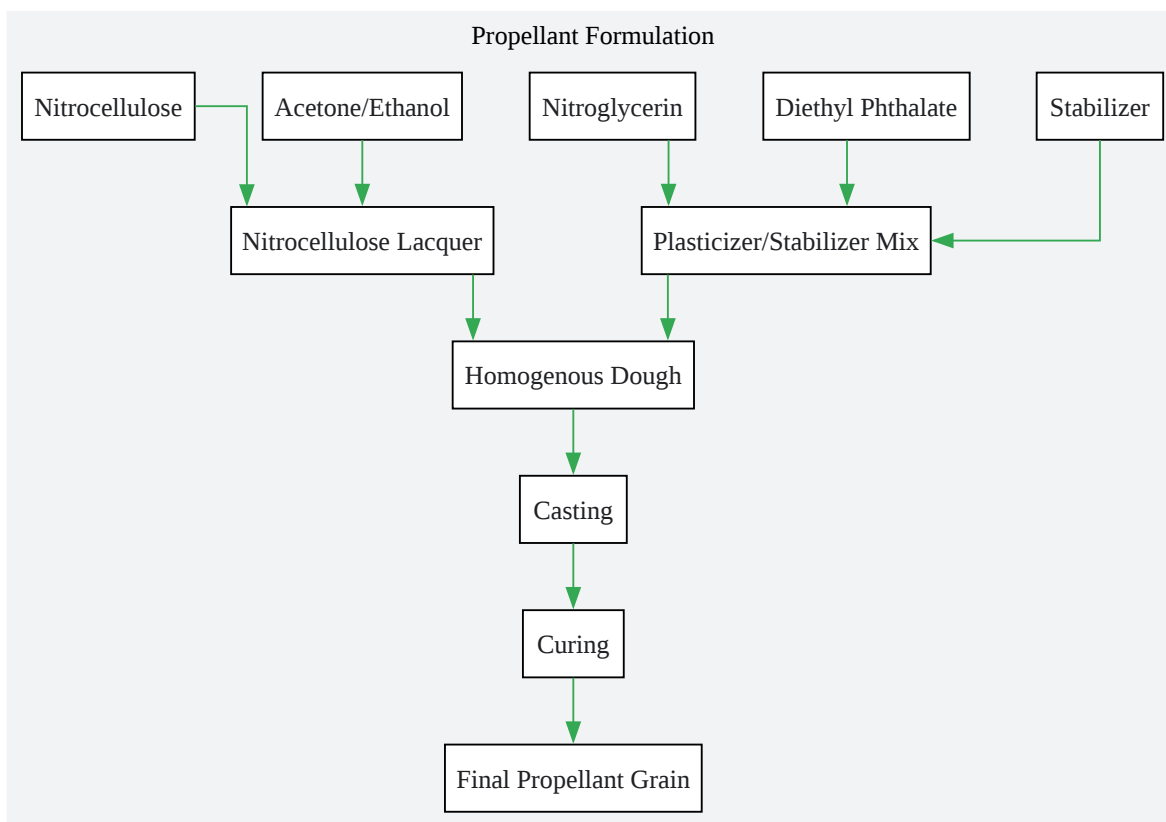 Propellant Formulation
Nitrocellulose
Acetone/Ethanol
Nitroglycerin
Diethyl Phthalate
Stabilizer
Nitrocellulose Lacquer
Plasticizer/Stabilizer Mix
Homogenous Dough
Casting
Curing
Final Propellant Grain